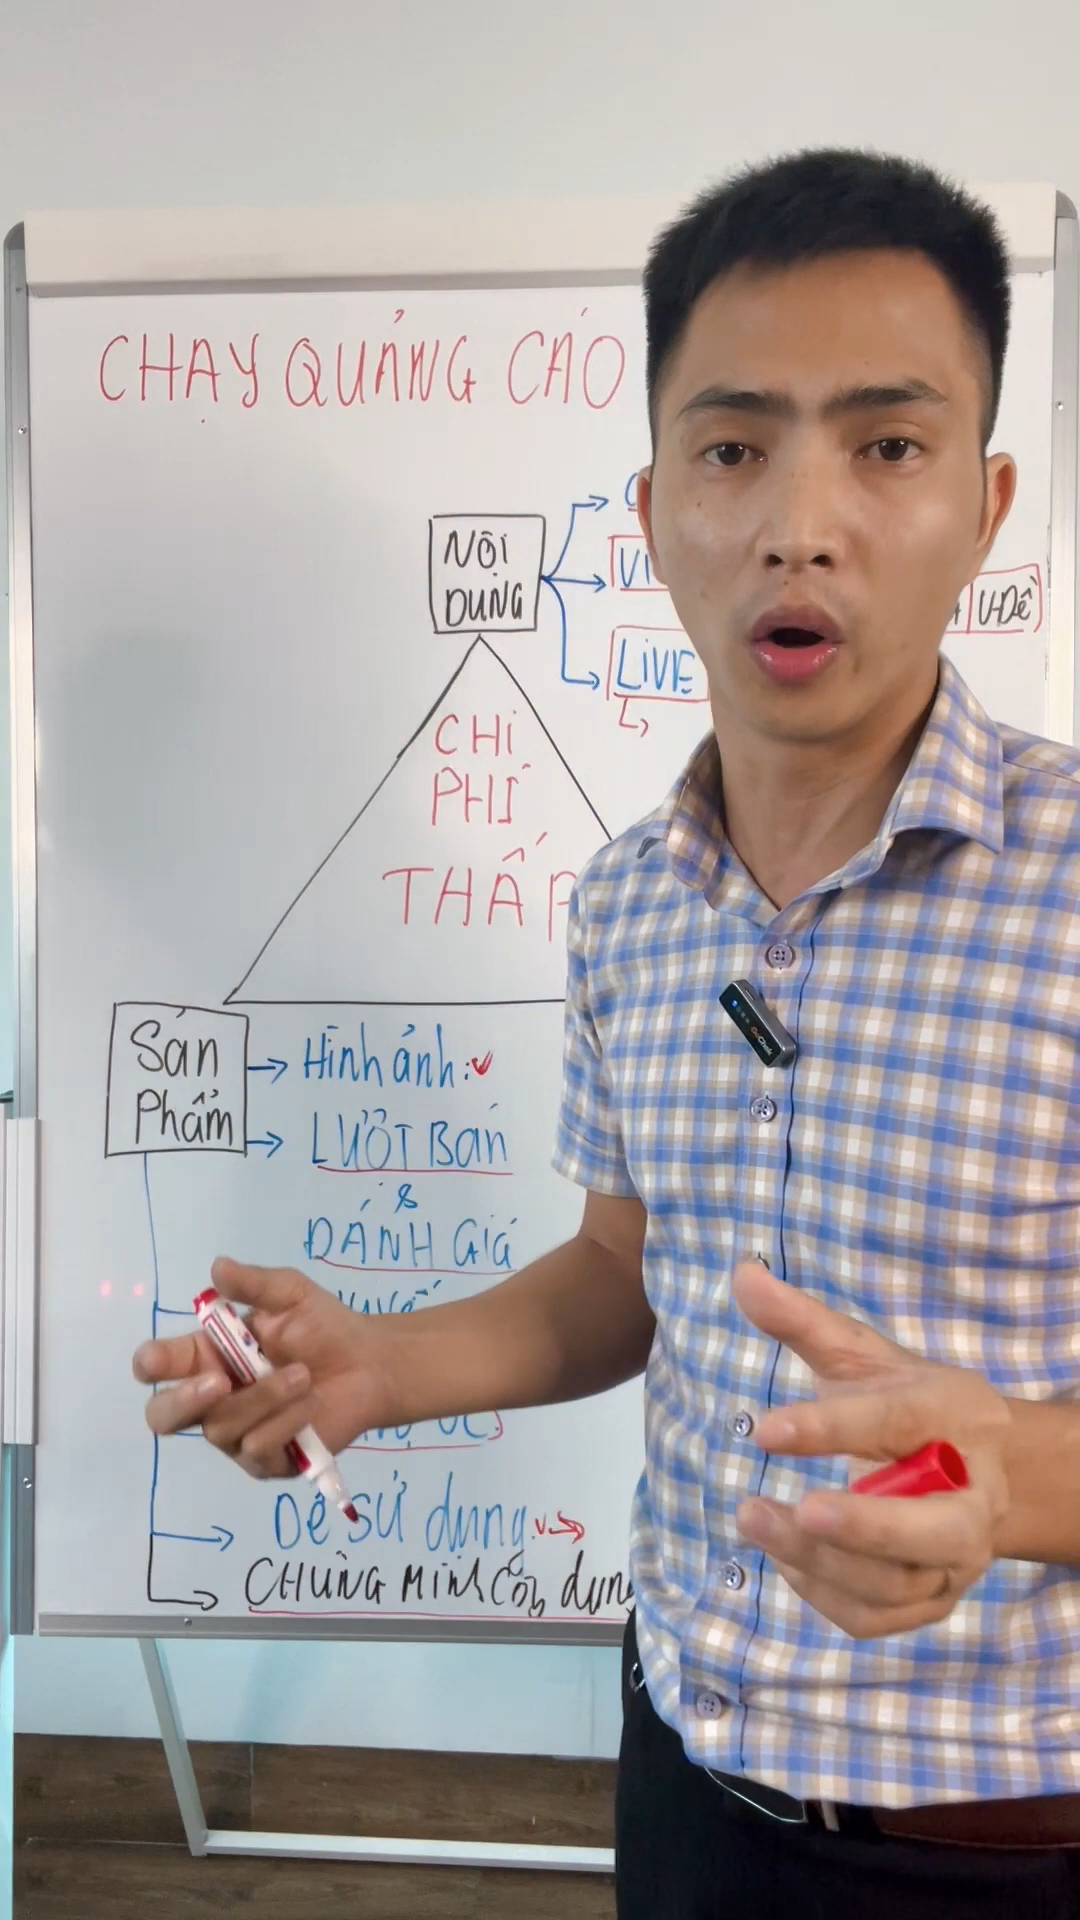 CHẠY QUẢNG CÁO
NỘI
DUNG
U-Dề
LIVE
CHI
PHÍ
THẤP
Sản
Phẩm
Hình ảnh:
LƯỢT Bán
&
ĐÁNH Giá
Dễ sử dụng
CHỨNG Minh Công dụng